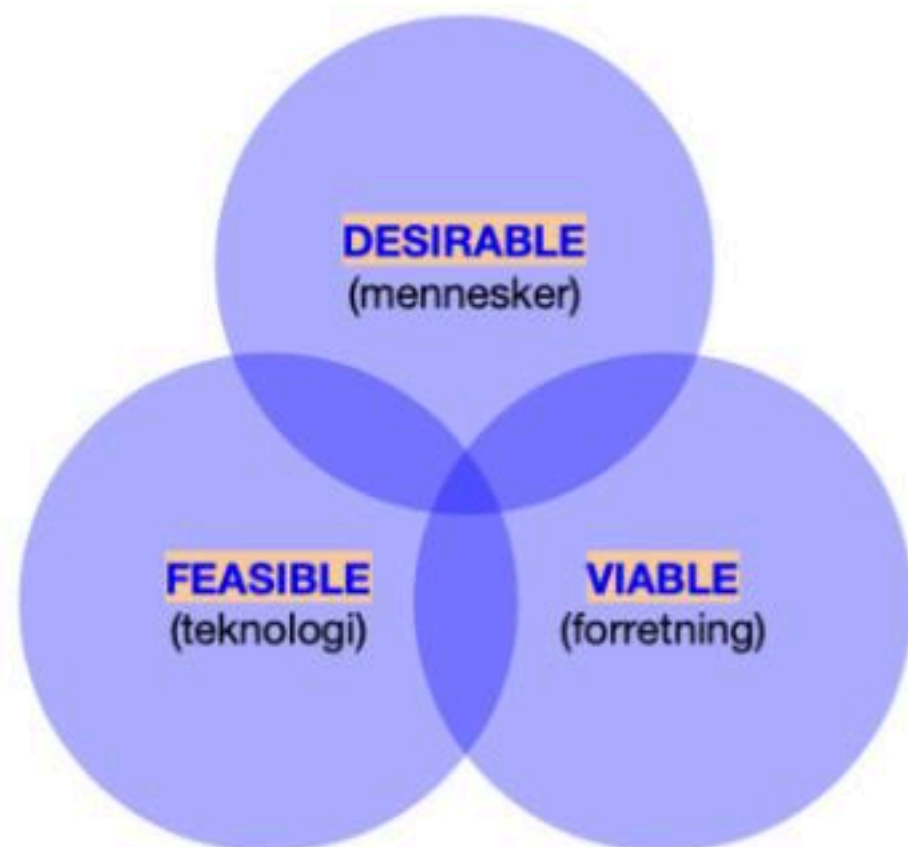 DESIRABLE
(mennesker)
FEASIBLE
(teknologi)
VIABLE
(forretning)